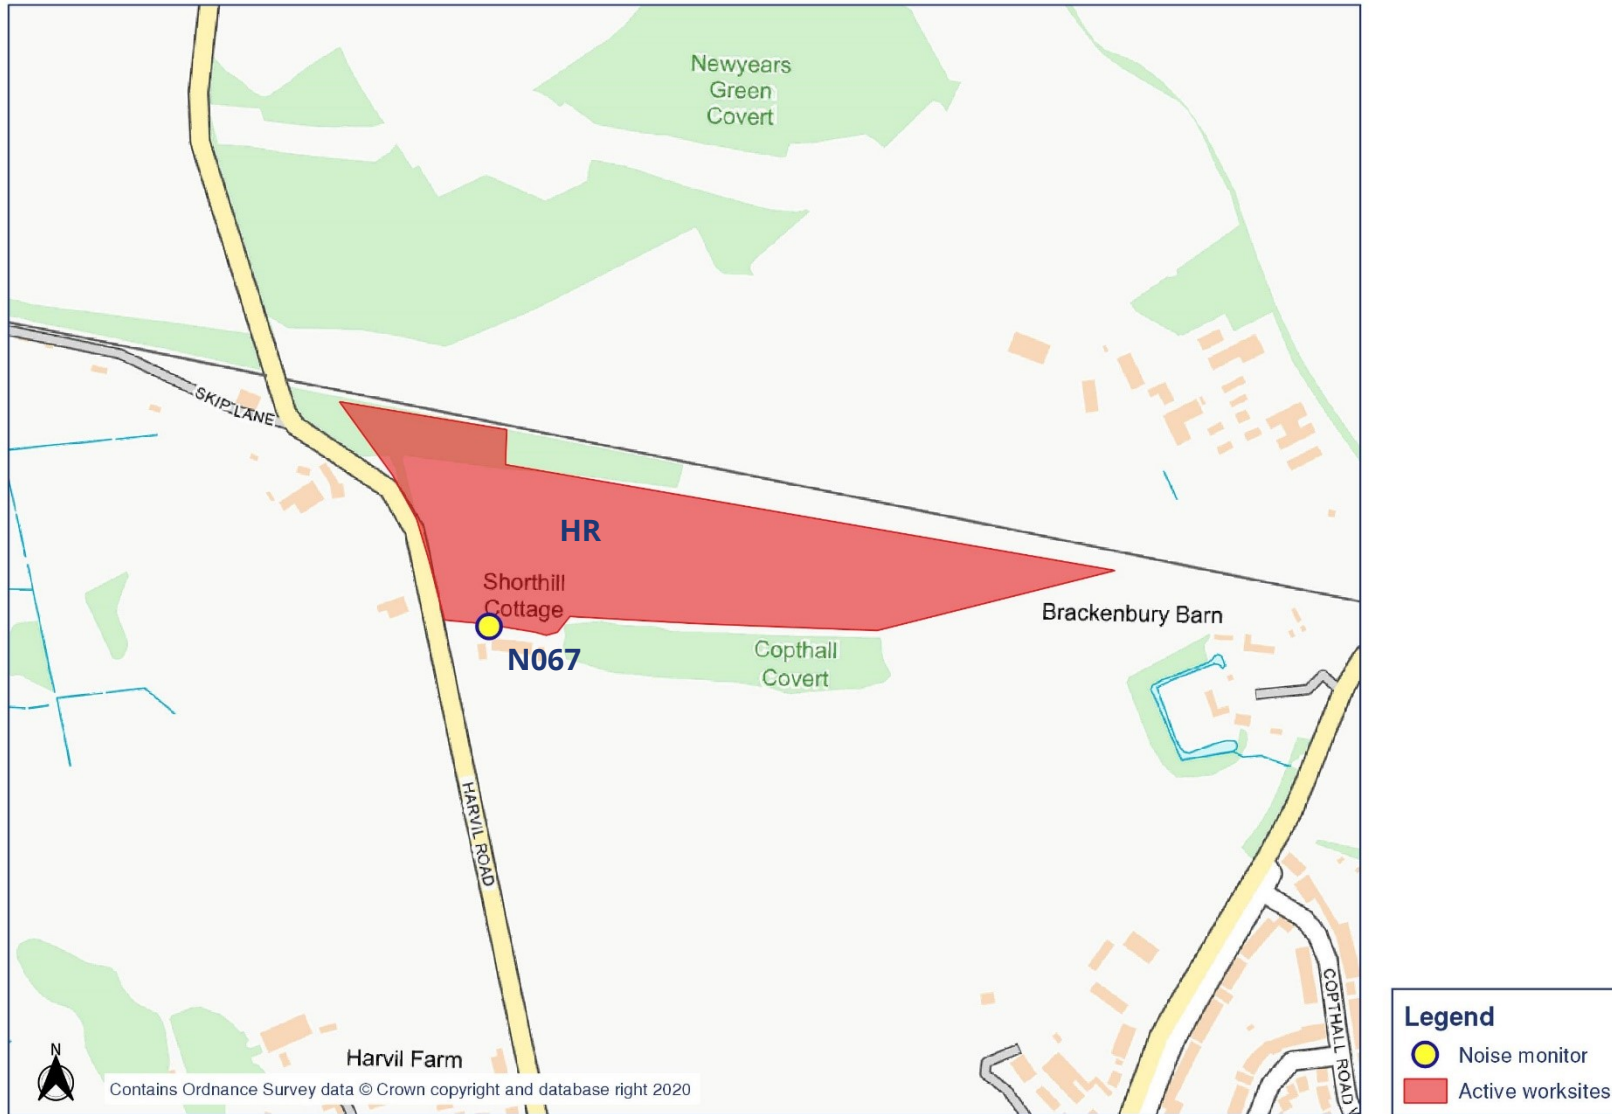 Newyears
Green
Covert
SKIP LANE
HR
Shorthill
Cottage
N067
Brackenbury Barn
Copthall
Covert
HARVIL ROAD
COPTHALL ROAD
N
Harvil Farm
Contains Ordnance Survey data © Crown copyright and database right 2020
Legend
Noise monitor
Active worksites